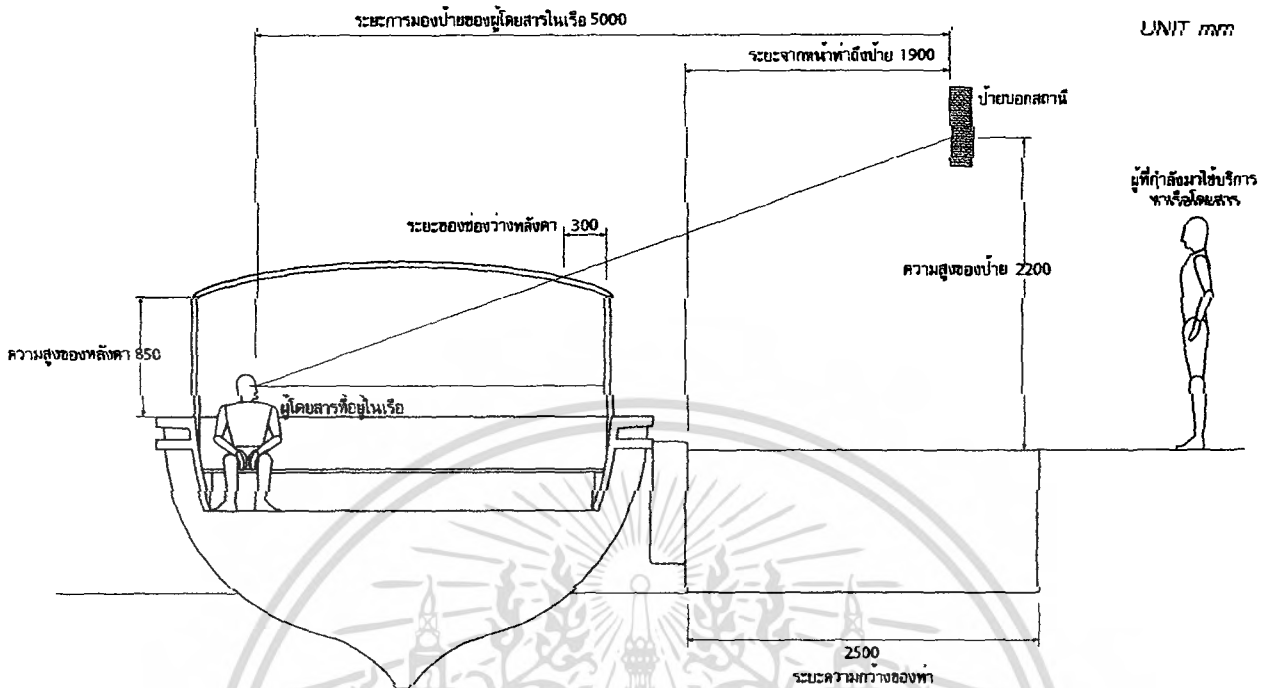 ระยะการมองป้ายของผู้โดยสารในเรือ 5000
UNIT mm
ระยะจากหน้าท่าถึงป้าย 1900
ป้ายบอกสถานี
ผู้ที่กำลังมาใช้บริการ
ท่าเรือโดยสาร
ระยะของช่องว่างหลังคา 300
ความสูงของป้าย 2200
ความสูงของหลังคา 850
ผู้โดยสารที่อยู่ในเรือ
2500
ระยะความกว้างของท่า